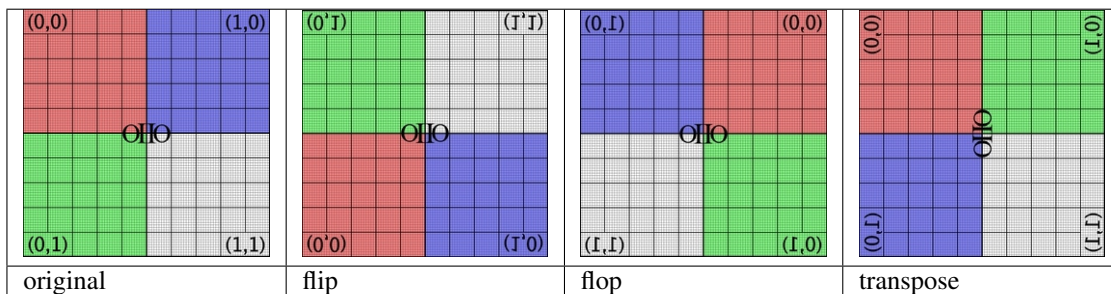 (0,0) (1,0) (0,1) (1,1) (1,0) (0,0) (0,0) (0,1)
OHO OHO OHO OHO
(0,1) (1,1) (0,0) (1,0) (1,1) (0,1) (1,0) (1,1)
original flip flop transpose